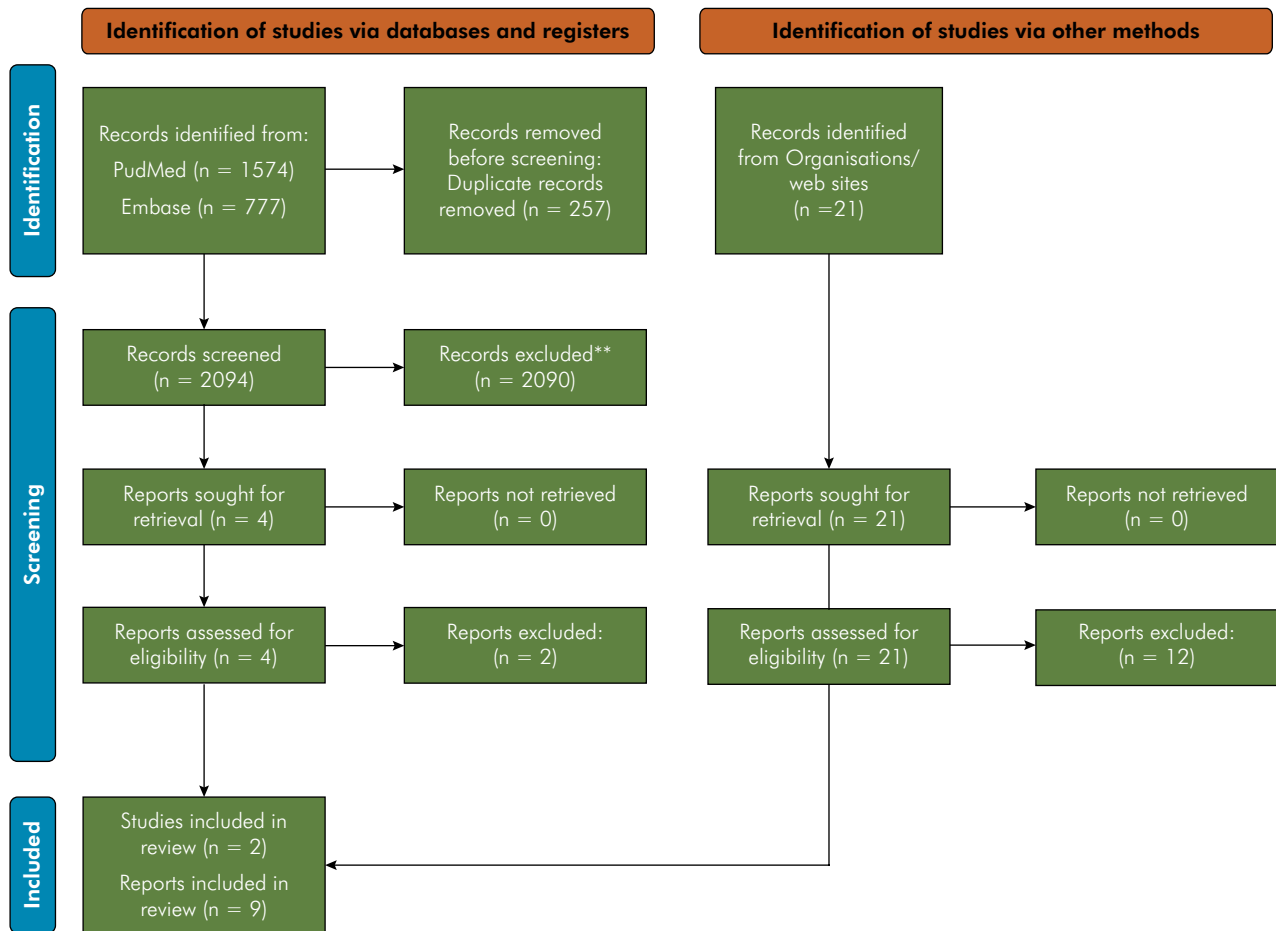 Identification of studies via databases and registers
Identification of studies via other methods
Identification
Records identified from:
PudMed (n = 1574)
Embase (n = 777)
Records removed
before screening:
Duplicate records
removed (n = 257)
Records identified
from Organisations/
web sites
(n =21)
Screening
Records screened
(n = 2094)
Records excluded**
(n = 2090)
Reports sought for
retrieval (n = 4)
Reports not retrieved
(n = 0)
Reports sought for
retrieval (n = 21)
Reports not retrieved
(n = 0)
Reports assessed for
eligibility (n = 4)
Reports excluded:
(n = 2)
Reports assessed for
eligibility (n = 21)
Reports excluded:
(n = 12)
Included
Studies included in
review (n = 2)
Reports included in
review (n = 9)